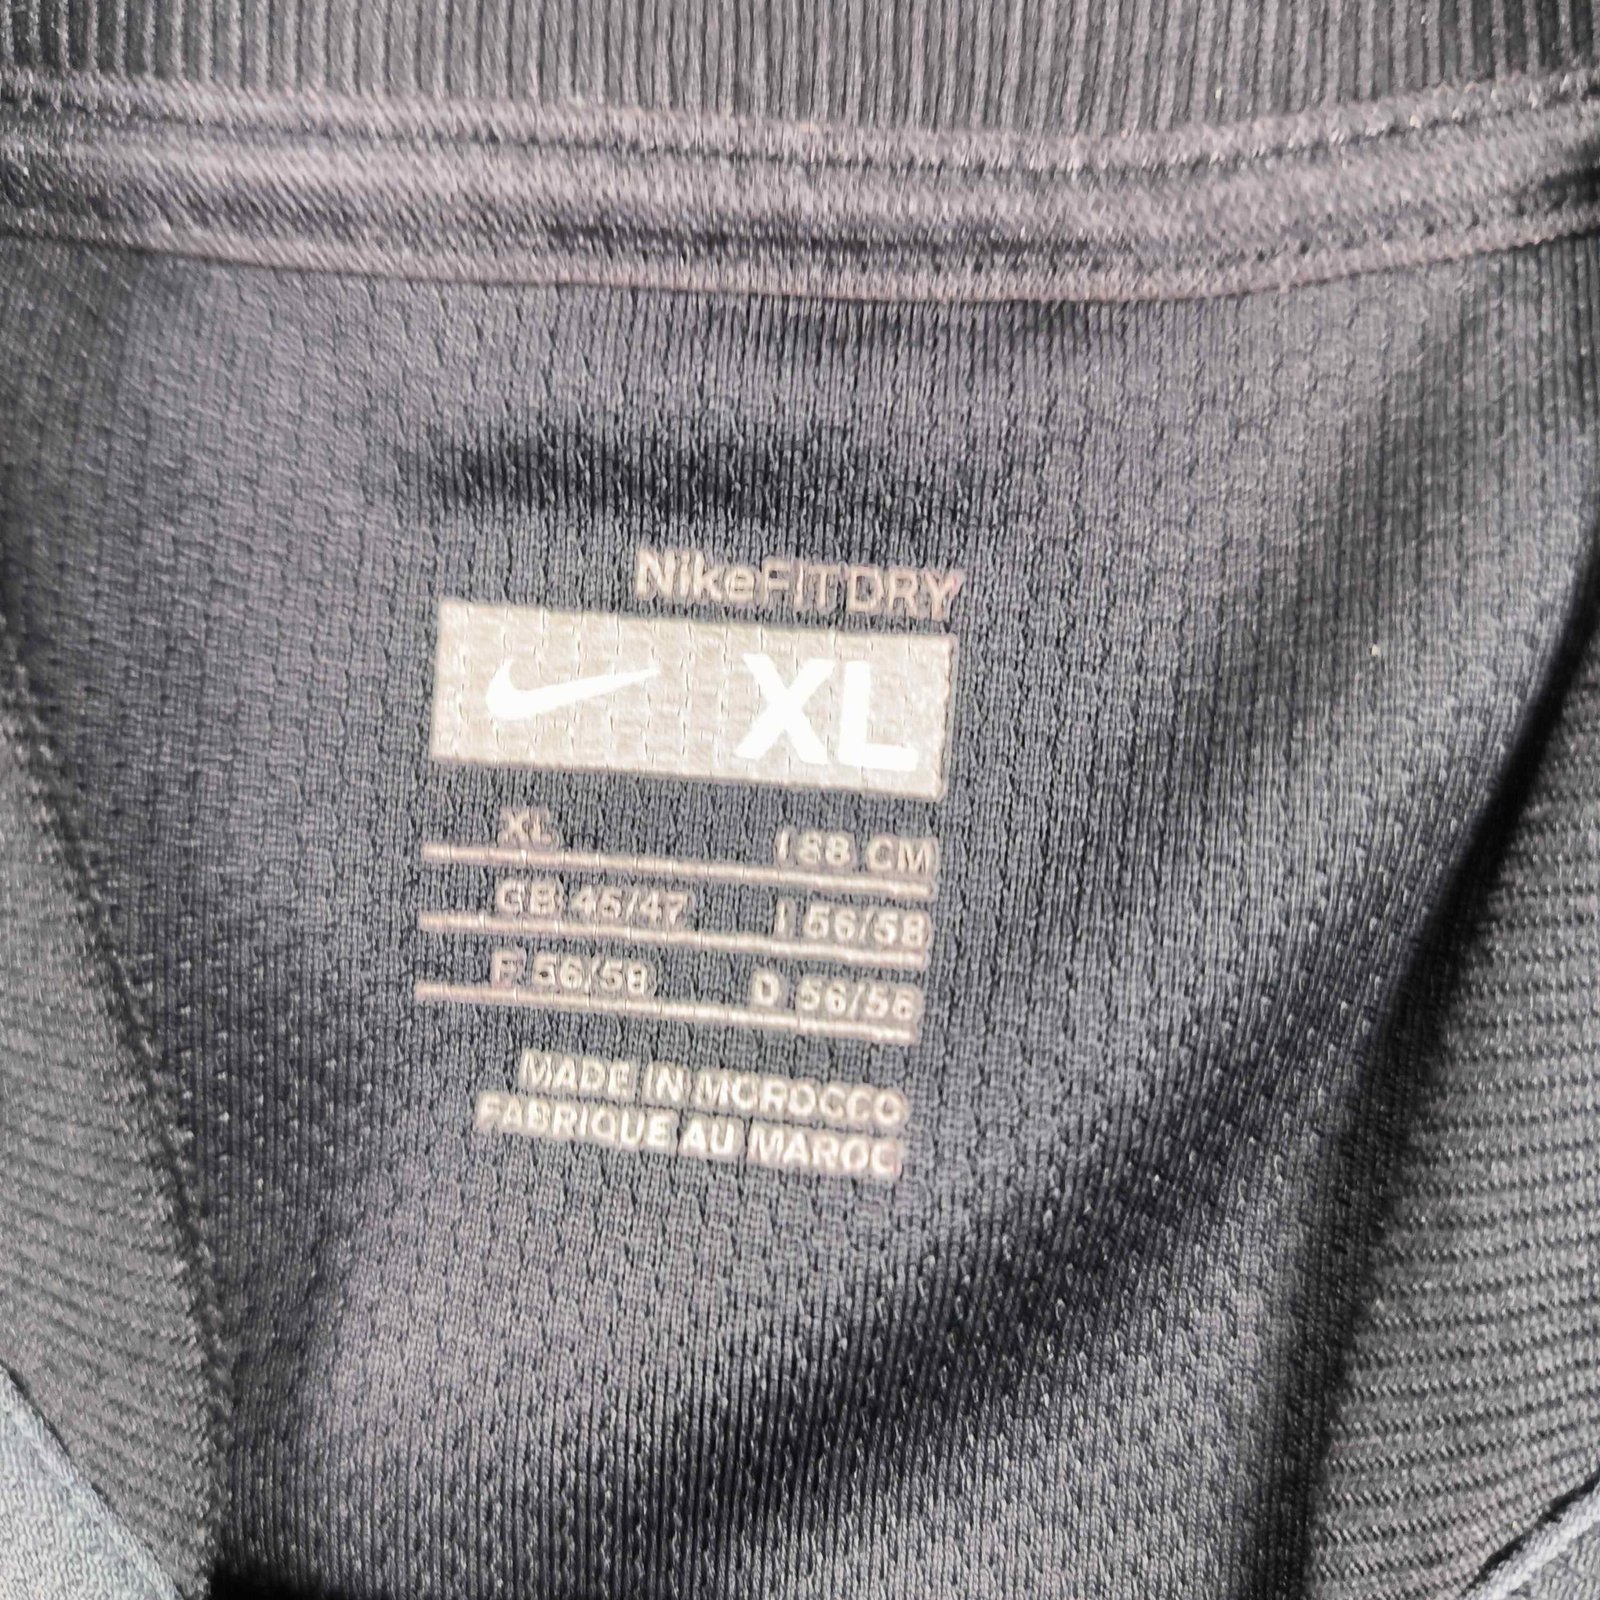 NikeFITDRY
XL
XL 188 CM
GB 45/47 I 56/58
F 56/58 D 56/58
MADE IN MOROCCO
FABRIQUE AU MAROC